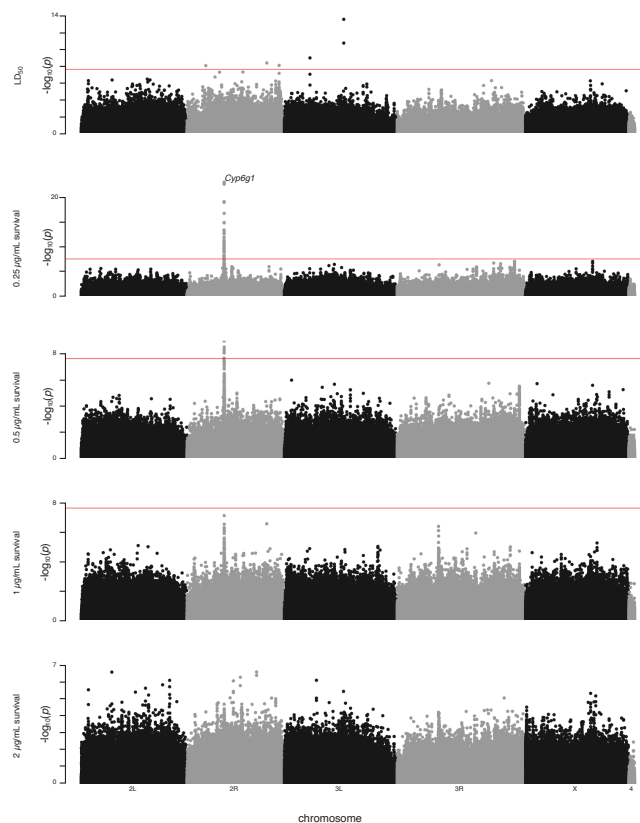 14
LD50
-log10(p)
0
Cyp6g1
20
0.25 μg/mL survival
-log10(p)
0
8
0.5 μg/mL survival
-log10(p)
0
8
1 μg/mL survival
-log10(p)
0
7
2 μg/mL survival
-log10(p)
0
2L 2R 3L 3R X 4
chromosome